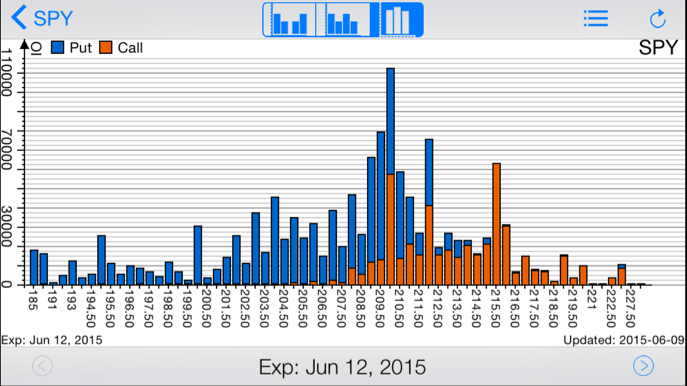 SPY
OI Put Call SPY
110000
70000
30000
0
185 191 193 194.50 195.50 196.50 197.50 198.50 199.50 200.50 201.50 202.50 203.50 204.50 205.50 206.50 207.50 208.50 209.50 210.50 211.50 212.50 213.50 214.50 215.50 216.50 217.50 218.50 219.50 221 222.50 227.50
Exp: Jun 12, 2015 Updated: 2015-06-09
Exp: Jun 12, 2015